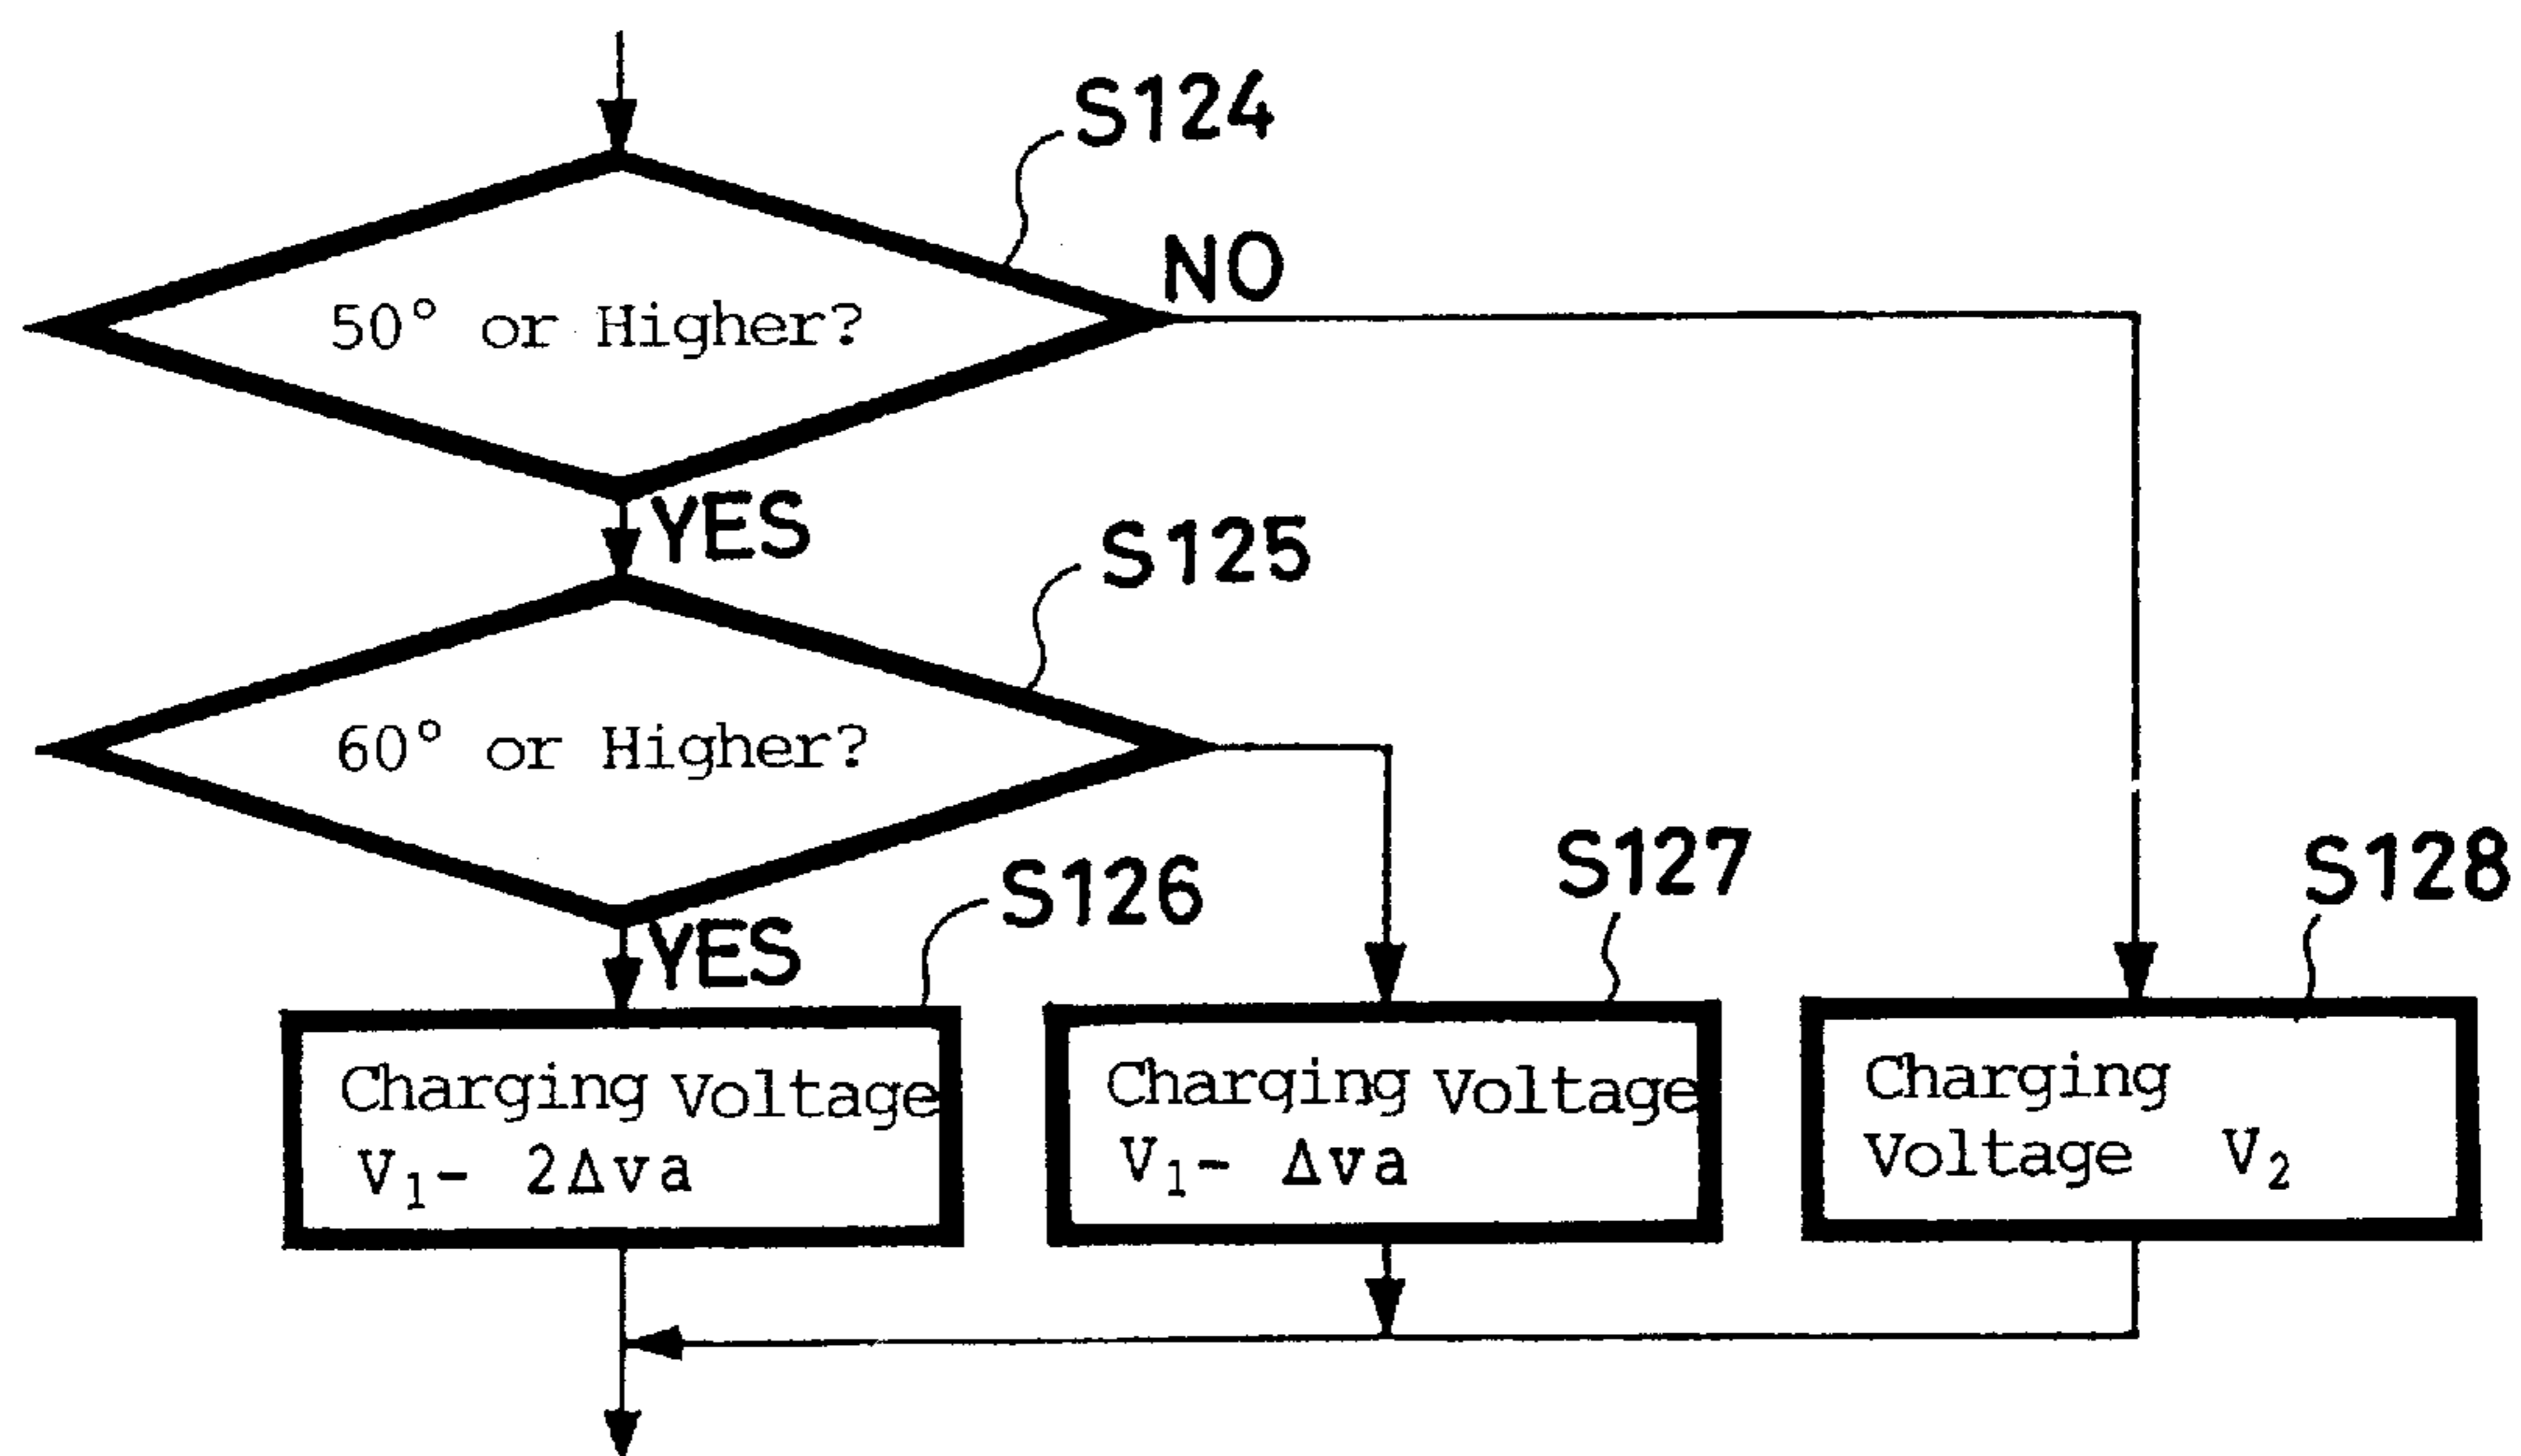 S124
NO
50° or Higher?
YES
S125
60° or Higher?
YES
S126
S127
S128
Charging Voltage
V₁- 2Δva
Charging Voltage
V₁- Δva
Charging
Voltage V₂